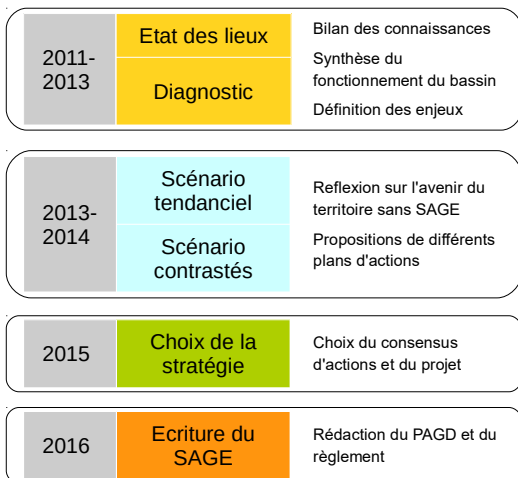 2011-
2013
Etat des lieux
Diagnostic
Bilan des connaissances
Synthèse du
fonctionnement du bassin
Définition des enjeux
2013-
2014
Scénario
tendanciel
Scénario
contrastés
Reflexion sur l'avenir du
territoire sans SAGE
Propositions de différents
plans d'actions
2015
Choix de la
stratégie
Choix du consensus
d'actions et du projet
2016
Ecriture du
SAGE
Rédaction du PAGD et du
règlement